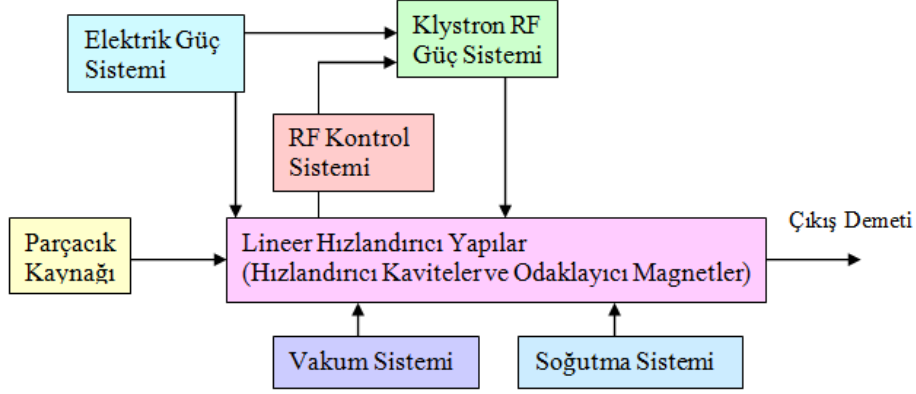 Elektrik Güç
Sistemi
Klystron RF
Güç Sistemi
RF Kontrol
Sistemi
Parçacık
Kaynağı
Lineer Hızlandırıcı Yapılar
(Hızlandırıcı Kaviteler ve Odaklayıcı Magnetler)
Çıkış Demeti
Vakum Sistemi
Soğutma Sistemi